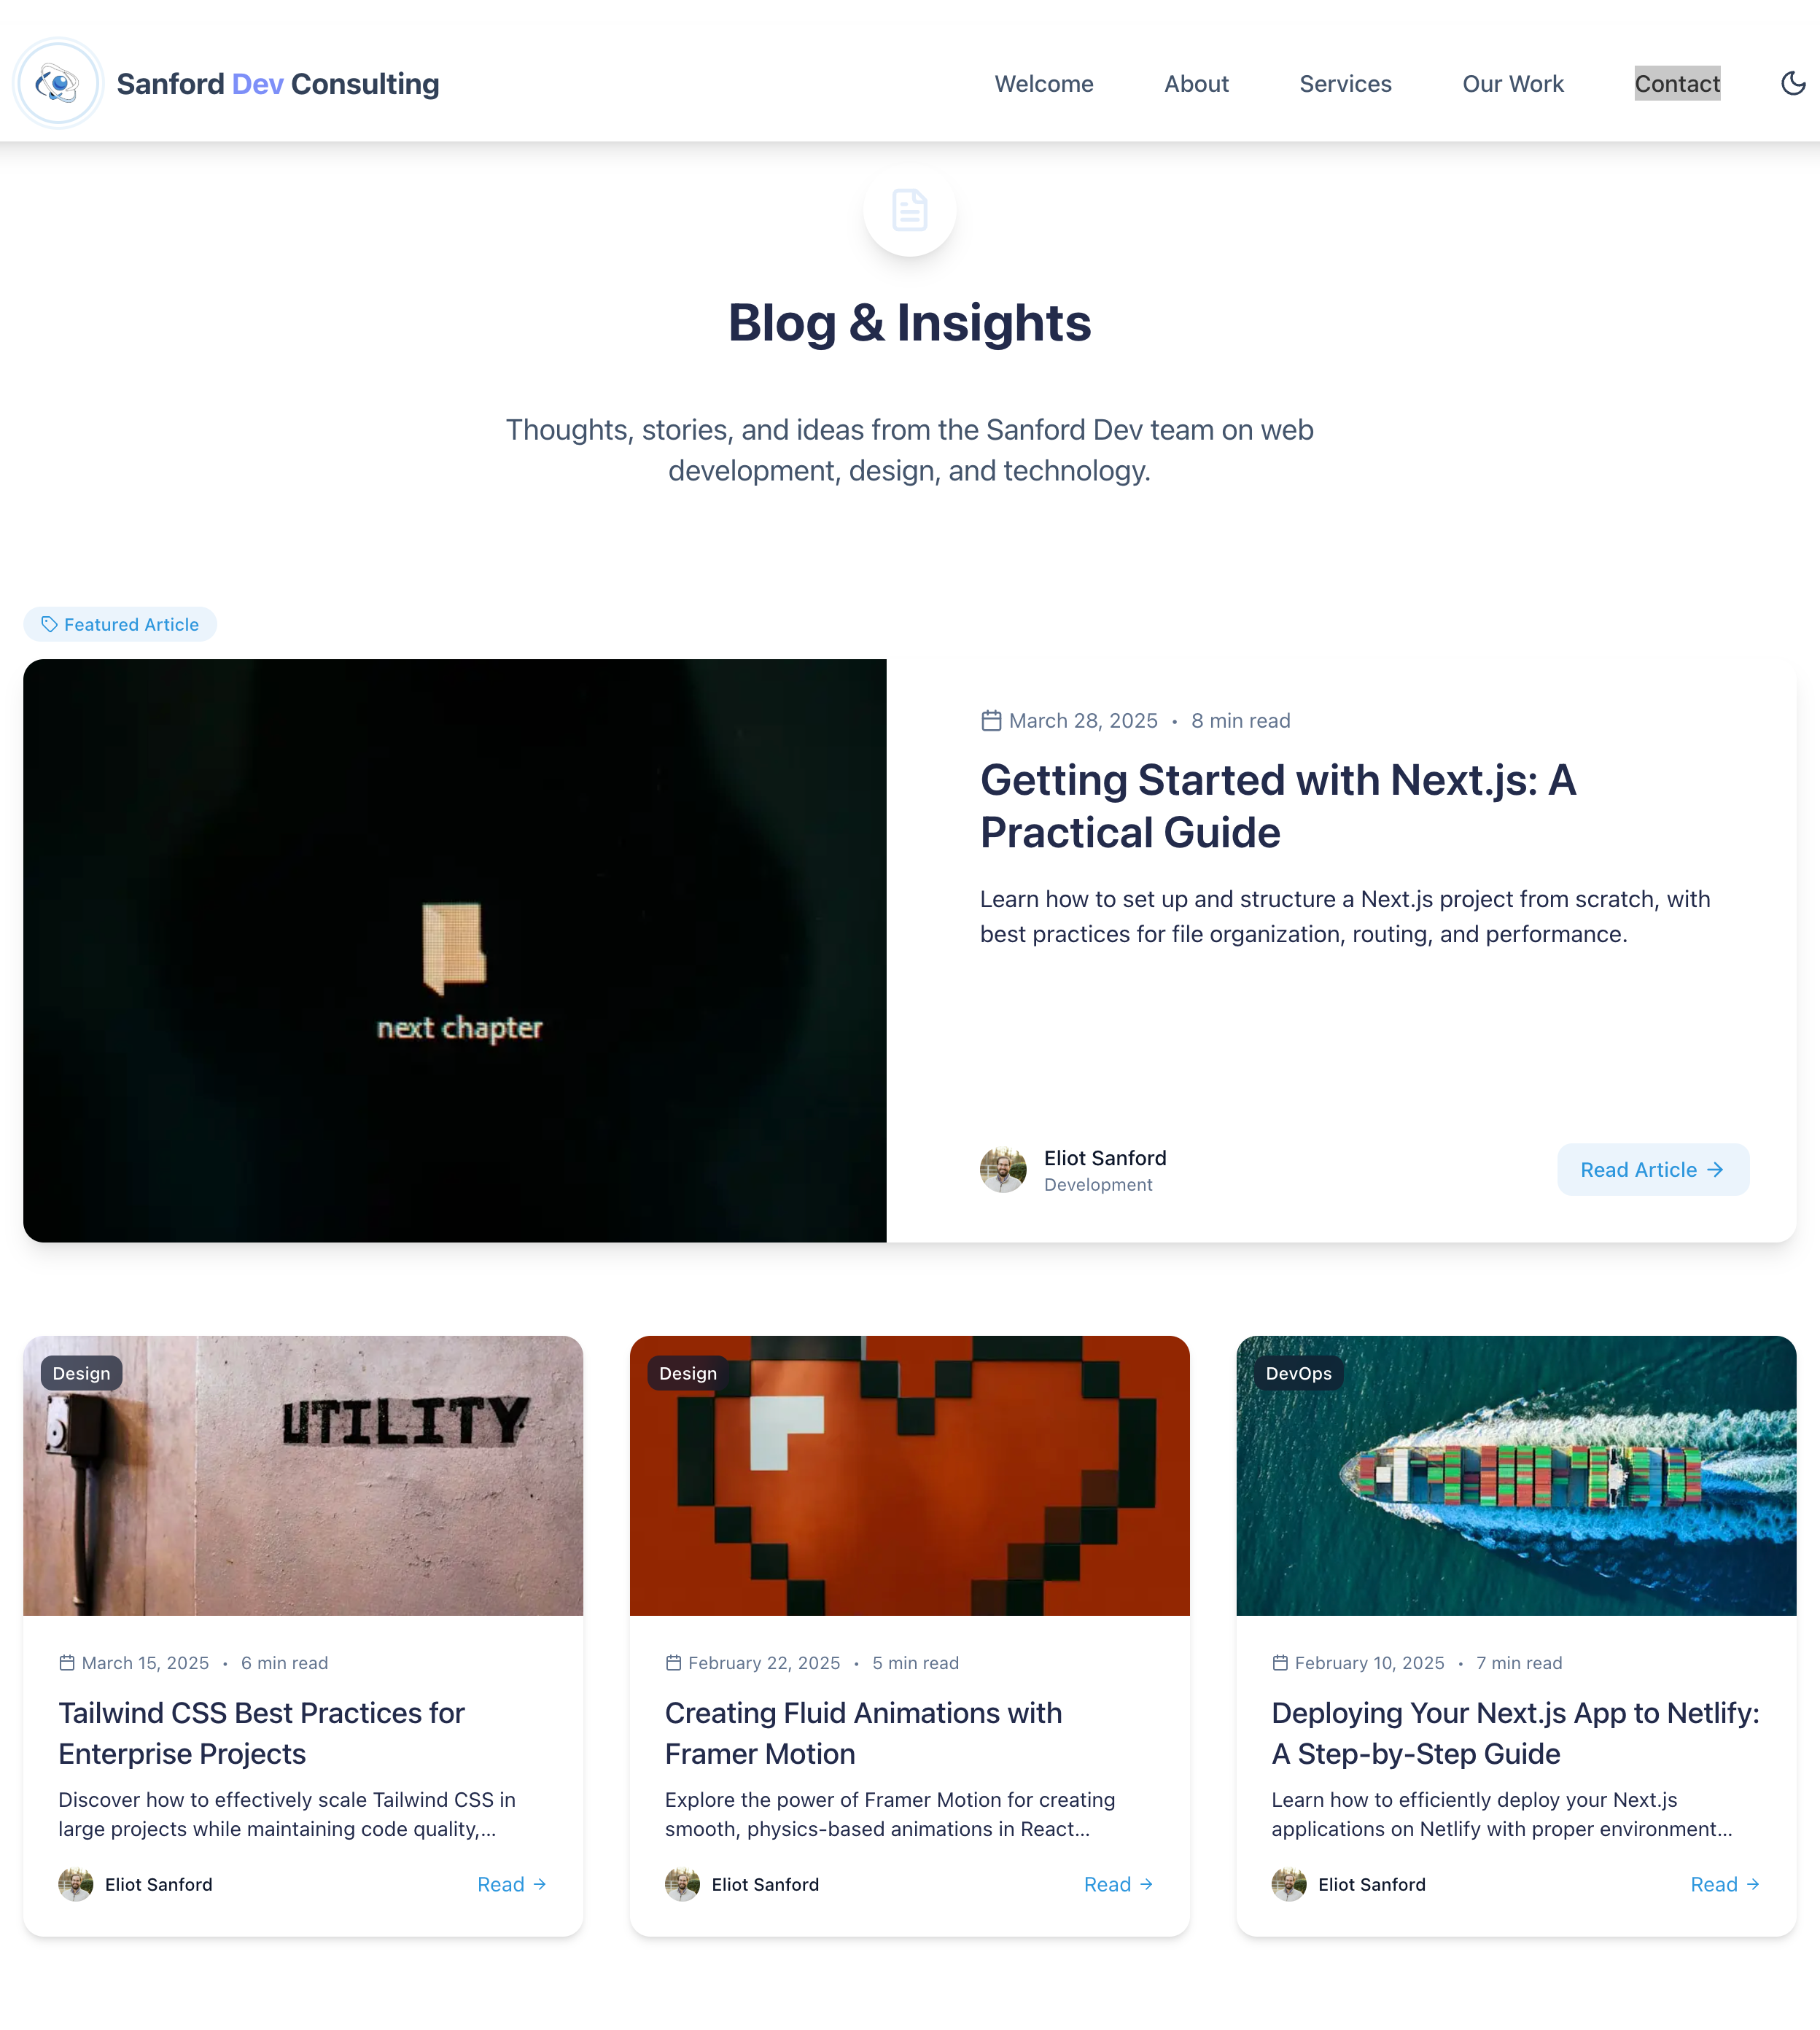 Sanford Dev Consulting
Welcome
About
Services
Our Work
Contact
Blog & Insights
Thoughts, stories, and ideas from the Sanford Dev team on web
development, design, and technology.
Featured Article
next chapter
March 28, 2025 • 8 min read
Getting Started with Next.js: A
Practical Guide
Learn how to set up and structure a Next.js project from scratch, with
best practices for file organization, routing, and performance.
Eliot Sanford
Development
Read Article →
Design
UTILITY
March 15, 2025 • 6 min read
Tailwind CSS Best Practices for
Enterprise Projects
Discover how to effectively scale Tailwind CSS in
large projects while maintaining code quality,...
Eliot Sanford
Read →
Design
February 22, 2025 • 5 min read
Creating Fluid Animations with
Framer Motion
Explore the power of Framer Motion for creating
smooth, physics-based animations in React...
Eliot Sanford
Read →
DevOps
February 10, 2025 • 7 min read
Deploying Your Next.js App to Netlify:
A Step-by-Step Guide
Learn how to efficiently deploy your Next.js
applications on Netlify with proper environment...
Eliot Sanford
Read →